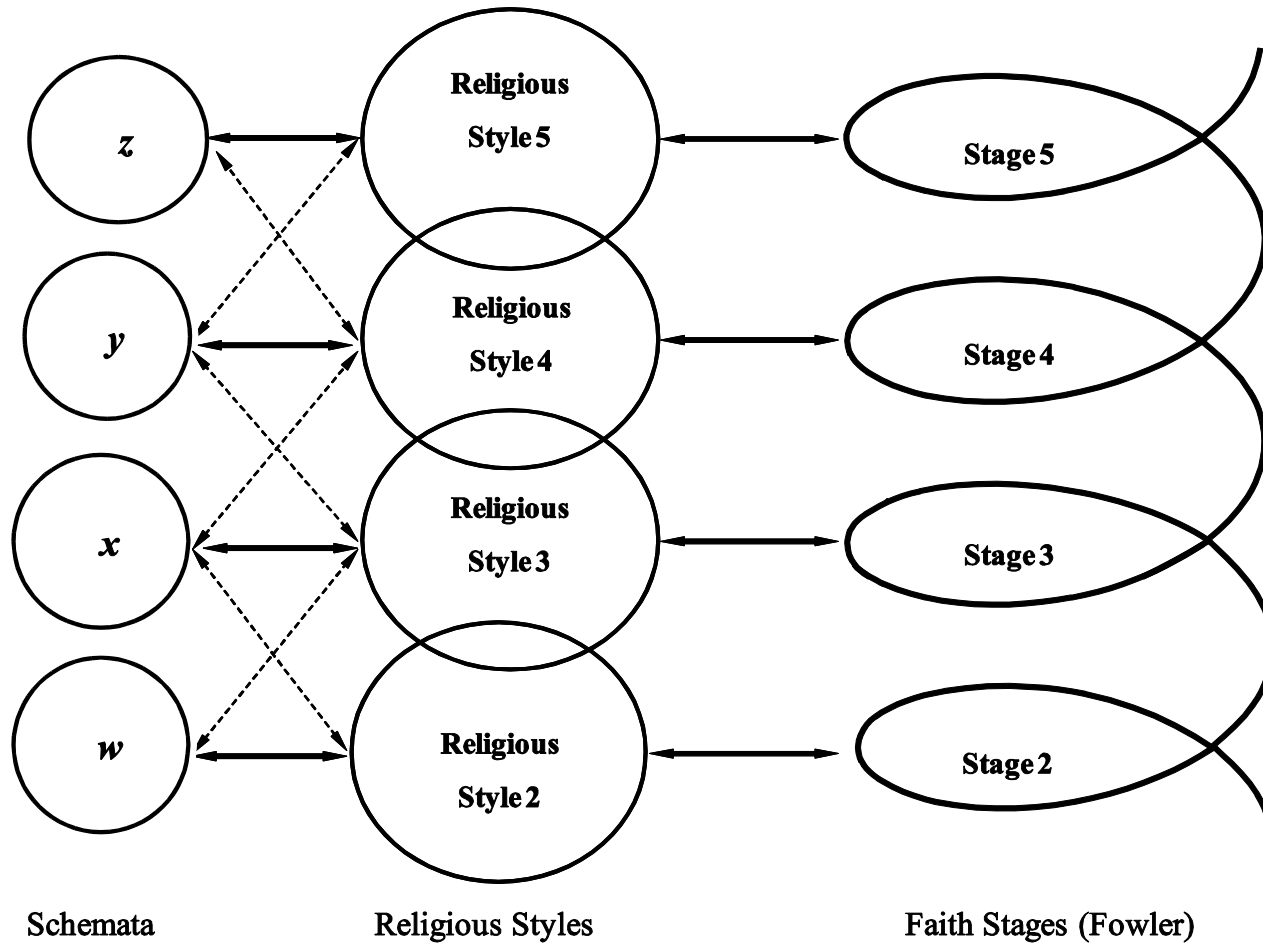 z
Religious
Style 5
Stage 5
y
Religious
Style 4
Stage 4
x
Religious
Style 3
Stage 3
w
Religious
Style 2
Stage 2
Schemata
Religious Styles
Faith Stages (Fowler)